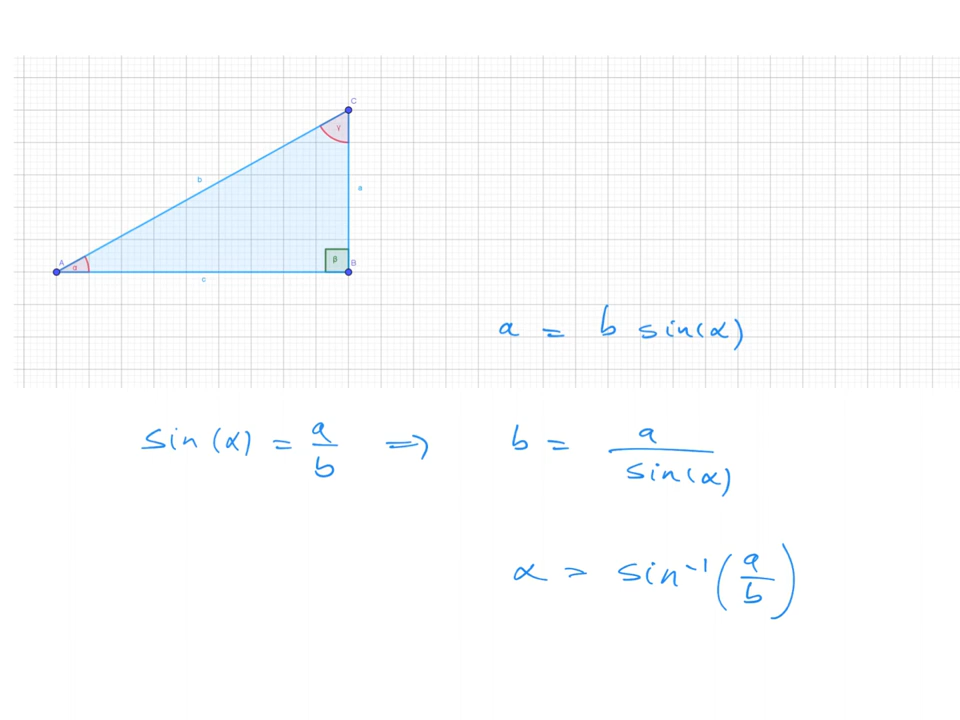 C
γ
b
a
A
α
β
B
c
a = b sin(α)
sin(α) = a/b ⇒ b = a/sin(α)
α = sin⁻¹(a/b)